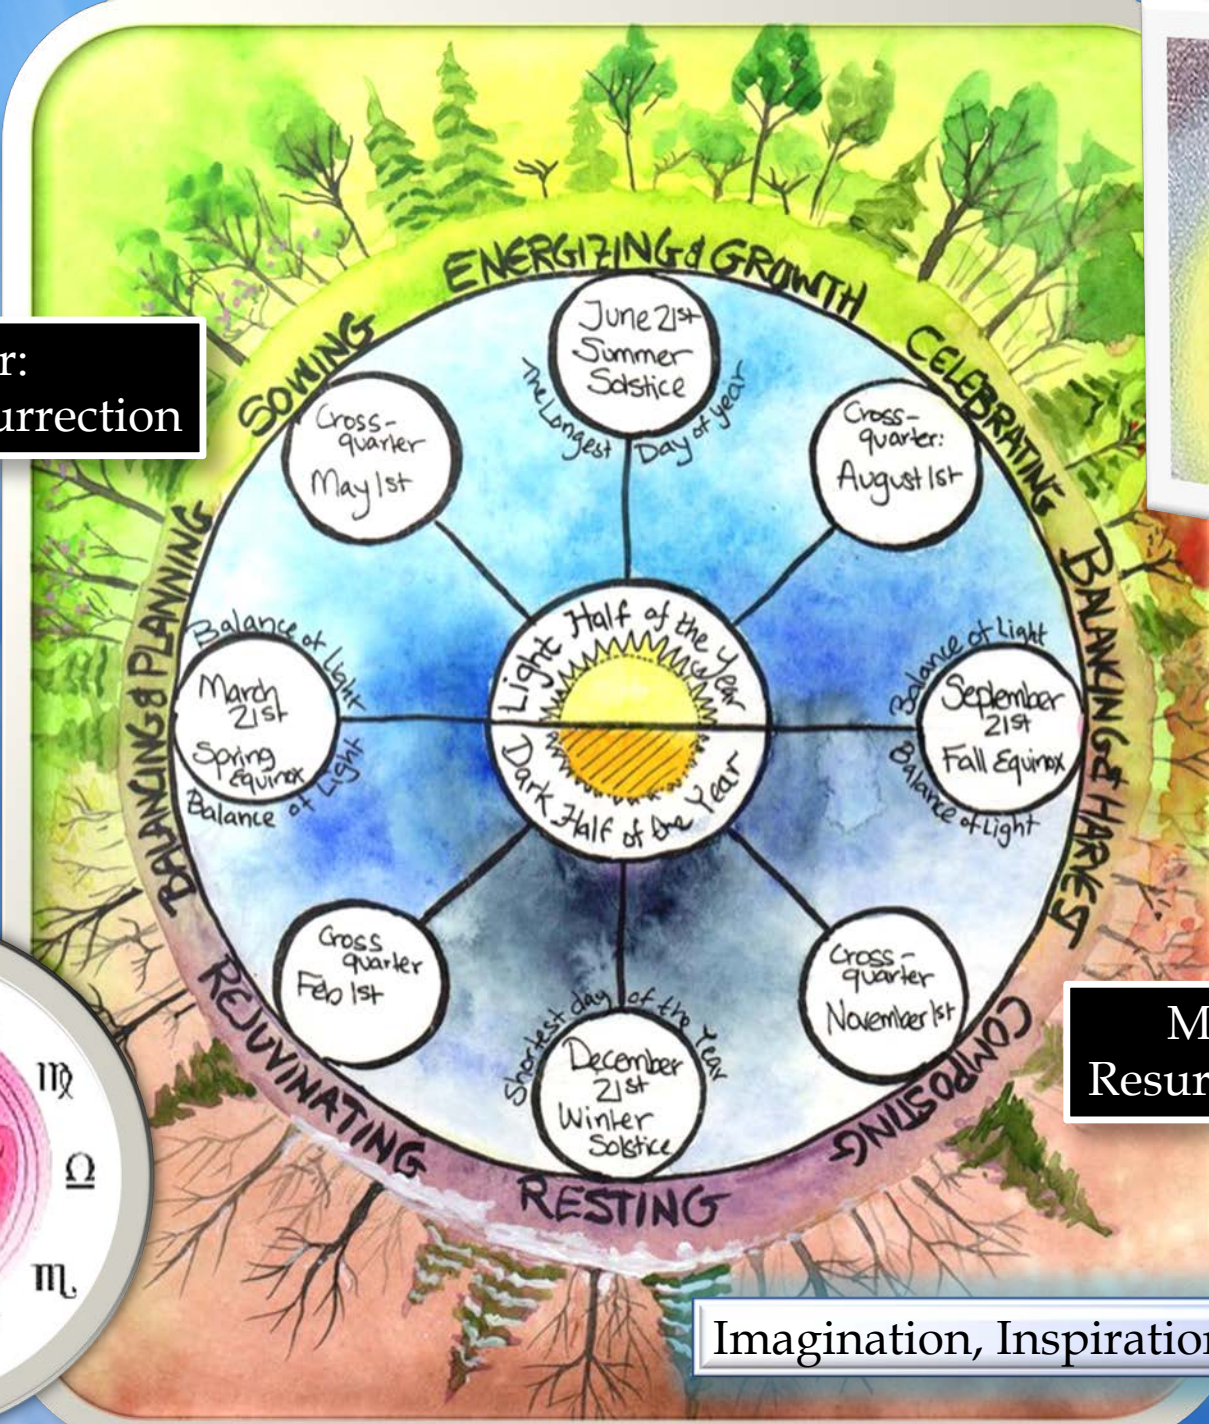 ENERGIZING & GROWTH
SOWING
CELEBRATING
June 21st
Summer
Solstice
The Longest Day of year
r:
urrection
Cross-
quarter
May 1st
Cross-
quarter:
August 1st
BALANCING & PLANNING
BALANCING & HARVEST
Light Half of the Year
Dark Half of the Year
Balance of Light
March
21st
Spring
Equinox
Balance of Light
Balance of Light
September
21st
Fall Equinox
Balance of Light
Cross
quarter
Feb 1st
Cross-
quarter
November 1st
Shortest day of the Year
December
21st
Winter
Solstice
REJUVINATING
RESTING
COMPOSTING
M
Resur
♍
♎
♏
Imagination, Inspiration